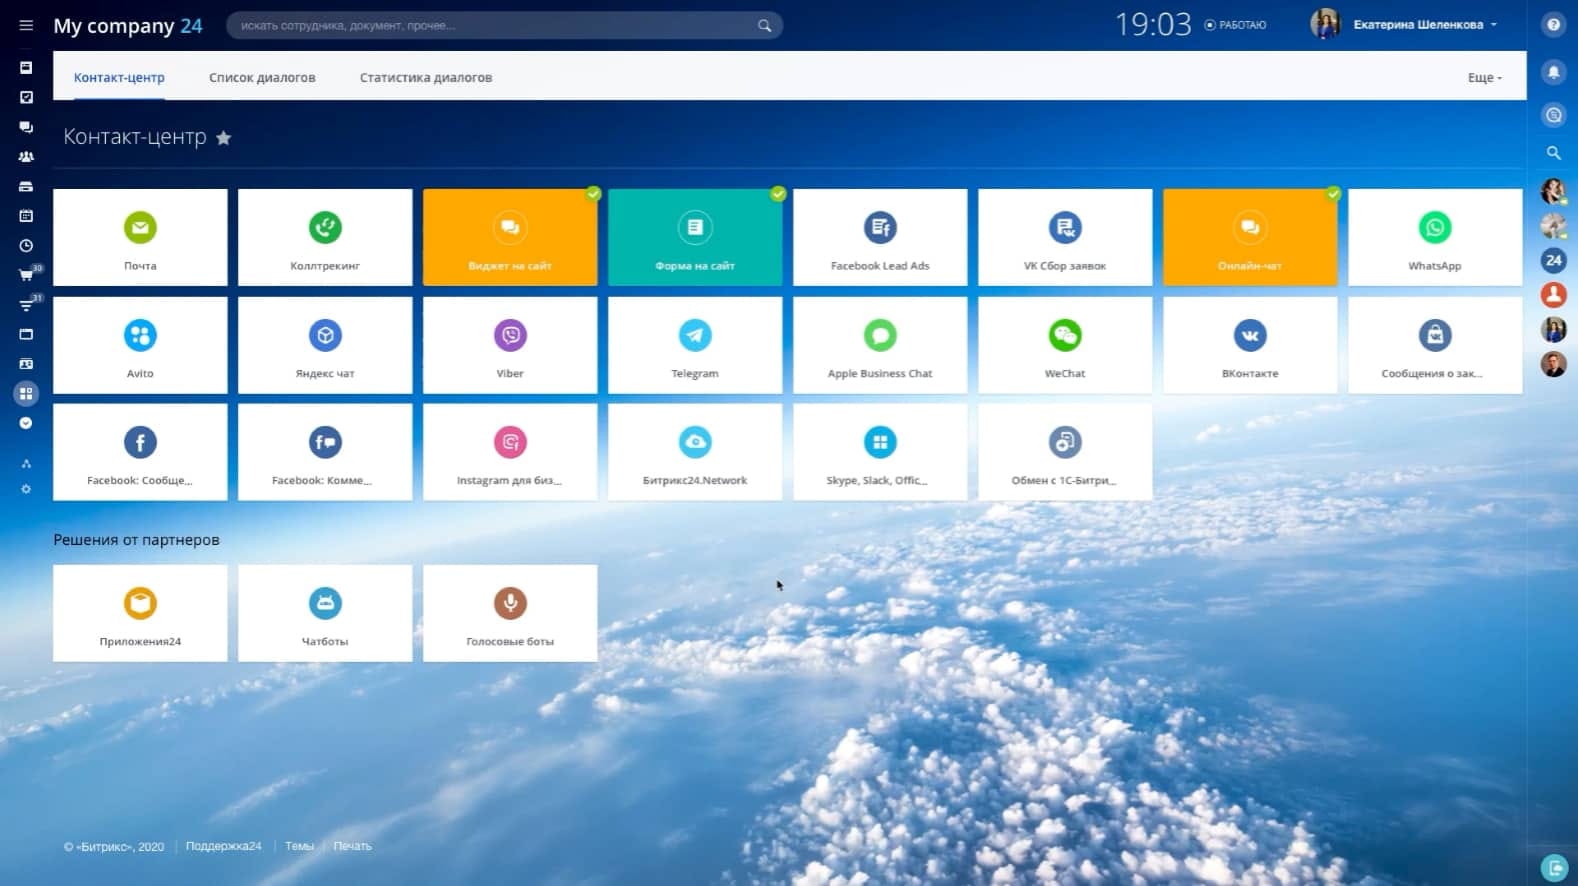 My company 24
искать сотрудника, документ, прочее...
19:03
РАБОТАЮ
Екатерина Шеленкова
Контакт-центр
Список диалогов
Статистика диалогов
Еще
Контакт-центр
Почта
Коллтрекинг
Виджет на сайт
Форма на сайт
Facebook Lead Ads
VK Сбор заявок
Онлайн-чат
WhatsApp
24
30
31
Avito
Яндекс чат
Viber
Telegram
Apple Business Chat
WeChat
ВКонтакте
Сообщения о зак...
Facebook: Сообще...
Facebook: Комме...
Instagram для биз...
Битрикс24.Network
Skype, Slack, Offic...
Обмен с 1С-Битри...
Решения от партнеров
Приложения24
Чатботы
Голосовые боты
© «Битрикс», 2020
Поддержка24
Темы
Печать